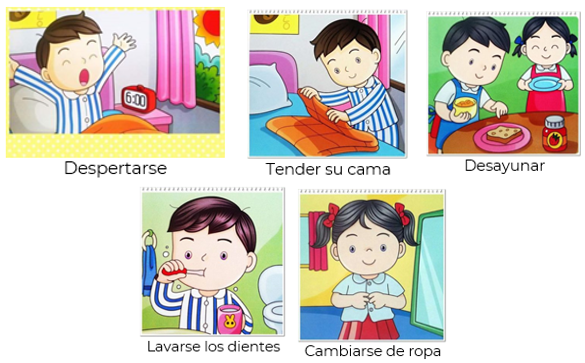 6:00
Despertarse
Tender su cama
Desayunar
Lavarse los dientes
Cambiarse de ropa